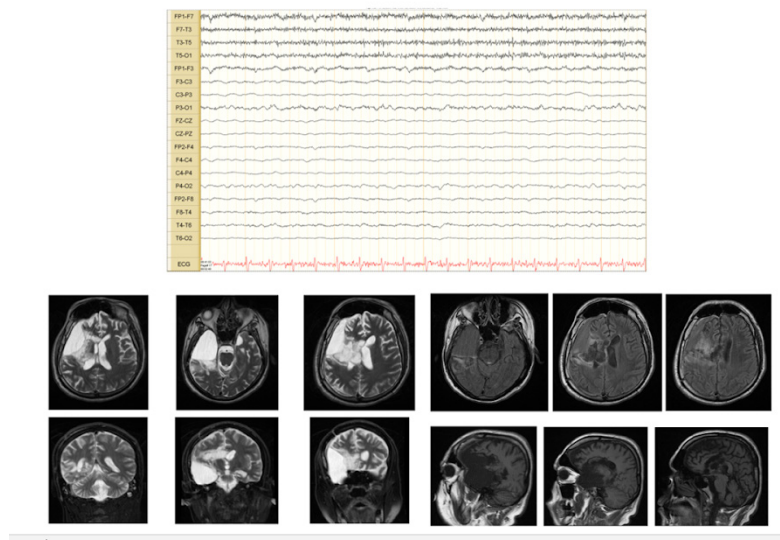 FP1-F7
F7-T3
T3-T5
T5-O1
FP1-F3
F3-C3
C3-P3
P3-O1
FZ-CZ
CZ-PZ
FP2-F4
F4-C4
C4-P4
P4-O2
FP2-F8
F8-T4
T4-T6
T6-O2
ECG